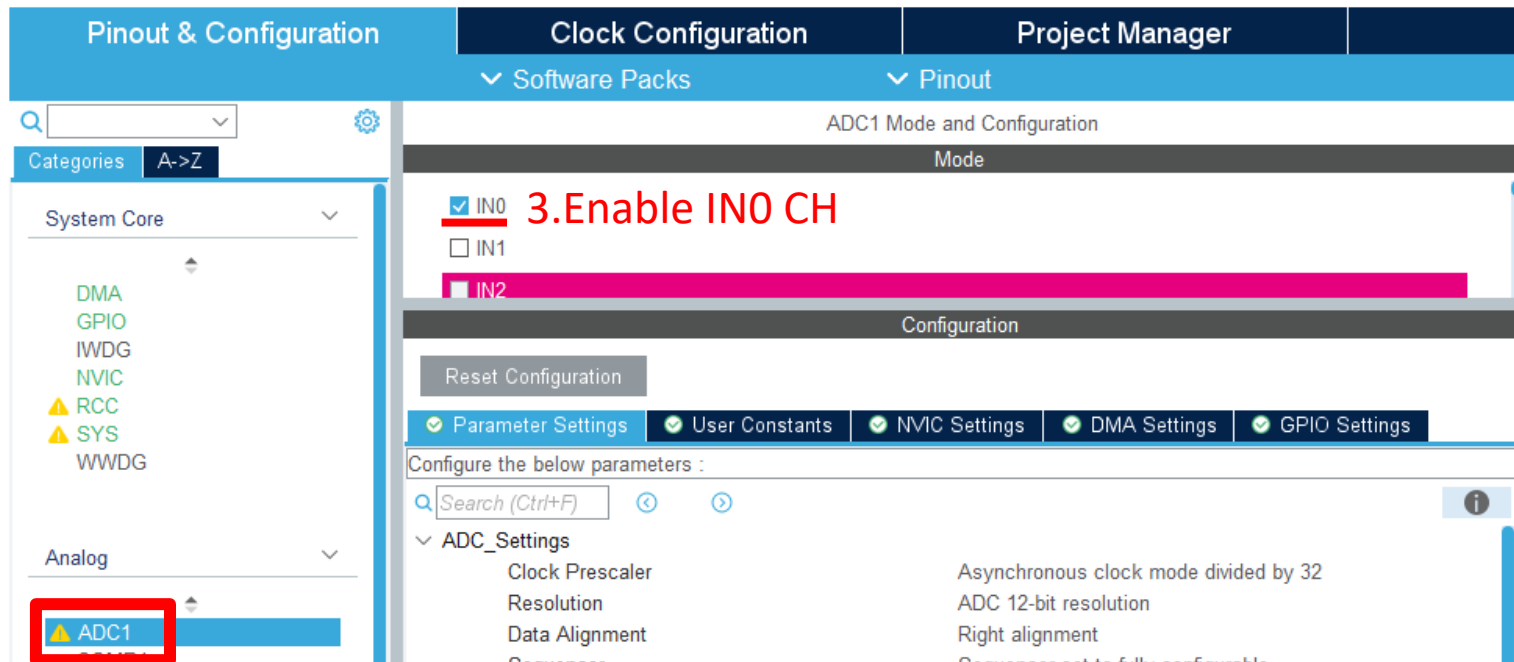 Pinout & Configuration
Clock Configuration
Project Manager
Software Packs
Pinout
ADC1 Mode and Configuration
Categories
A->Z
Mode
System Core
IN0
3.Enable IN0 CH
IN1
IN2
DMA
GPIO
IWDG
NVIC
RCC
SYS
WWDG
Configuration
Reset Configuration
Parameter Settings
User Constants
NVIC Settings
DMA Settings
GPIO Settings
Configure the below parameters :
Search (Ctrl+F)
ADC_Settings
Clock Prescaler Asynchronous clock mode divided by 32
Resolution ADC 12-bit resolution
Data Alignment Right alignment
Analog
ADC1